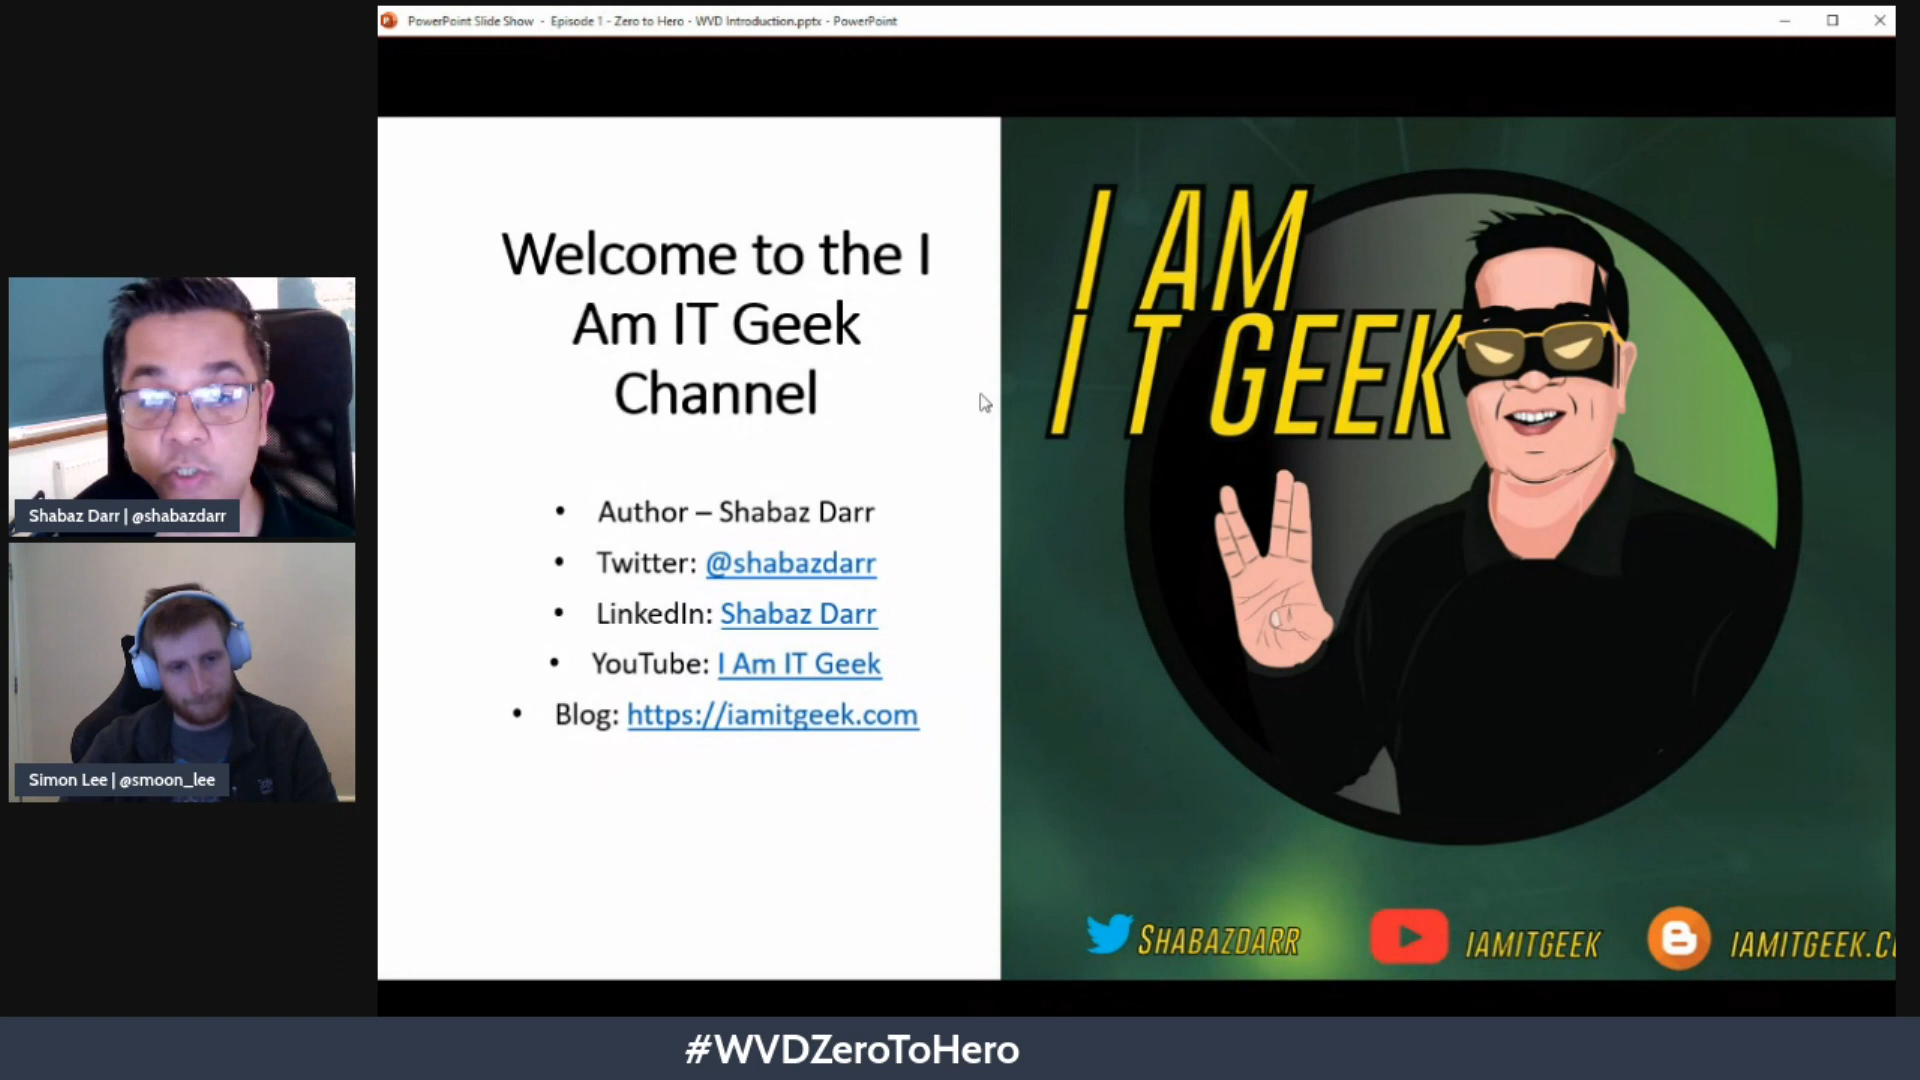 PowerPoint Slide Show - Episode 1 - Zero to Hero - WVD Introduction.pptx - PowerPoint
Welcome to the I
Am IT Geek
Channel
• Author – Shabaz Darr
• Twitter: @shabazdarr
• LinkedIn: Shabaz Darr
• YouTube: I Am IT Geek
• Blog: https://iamitgeek.com
I AM
I T GEEK
SHABAZDARR
IAMITGEEK
IAMITGEEK.C
Shabaz Darr | @shabazdarr
Simon Lee | @smoon_lee
#WVDZeroToHero